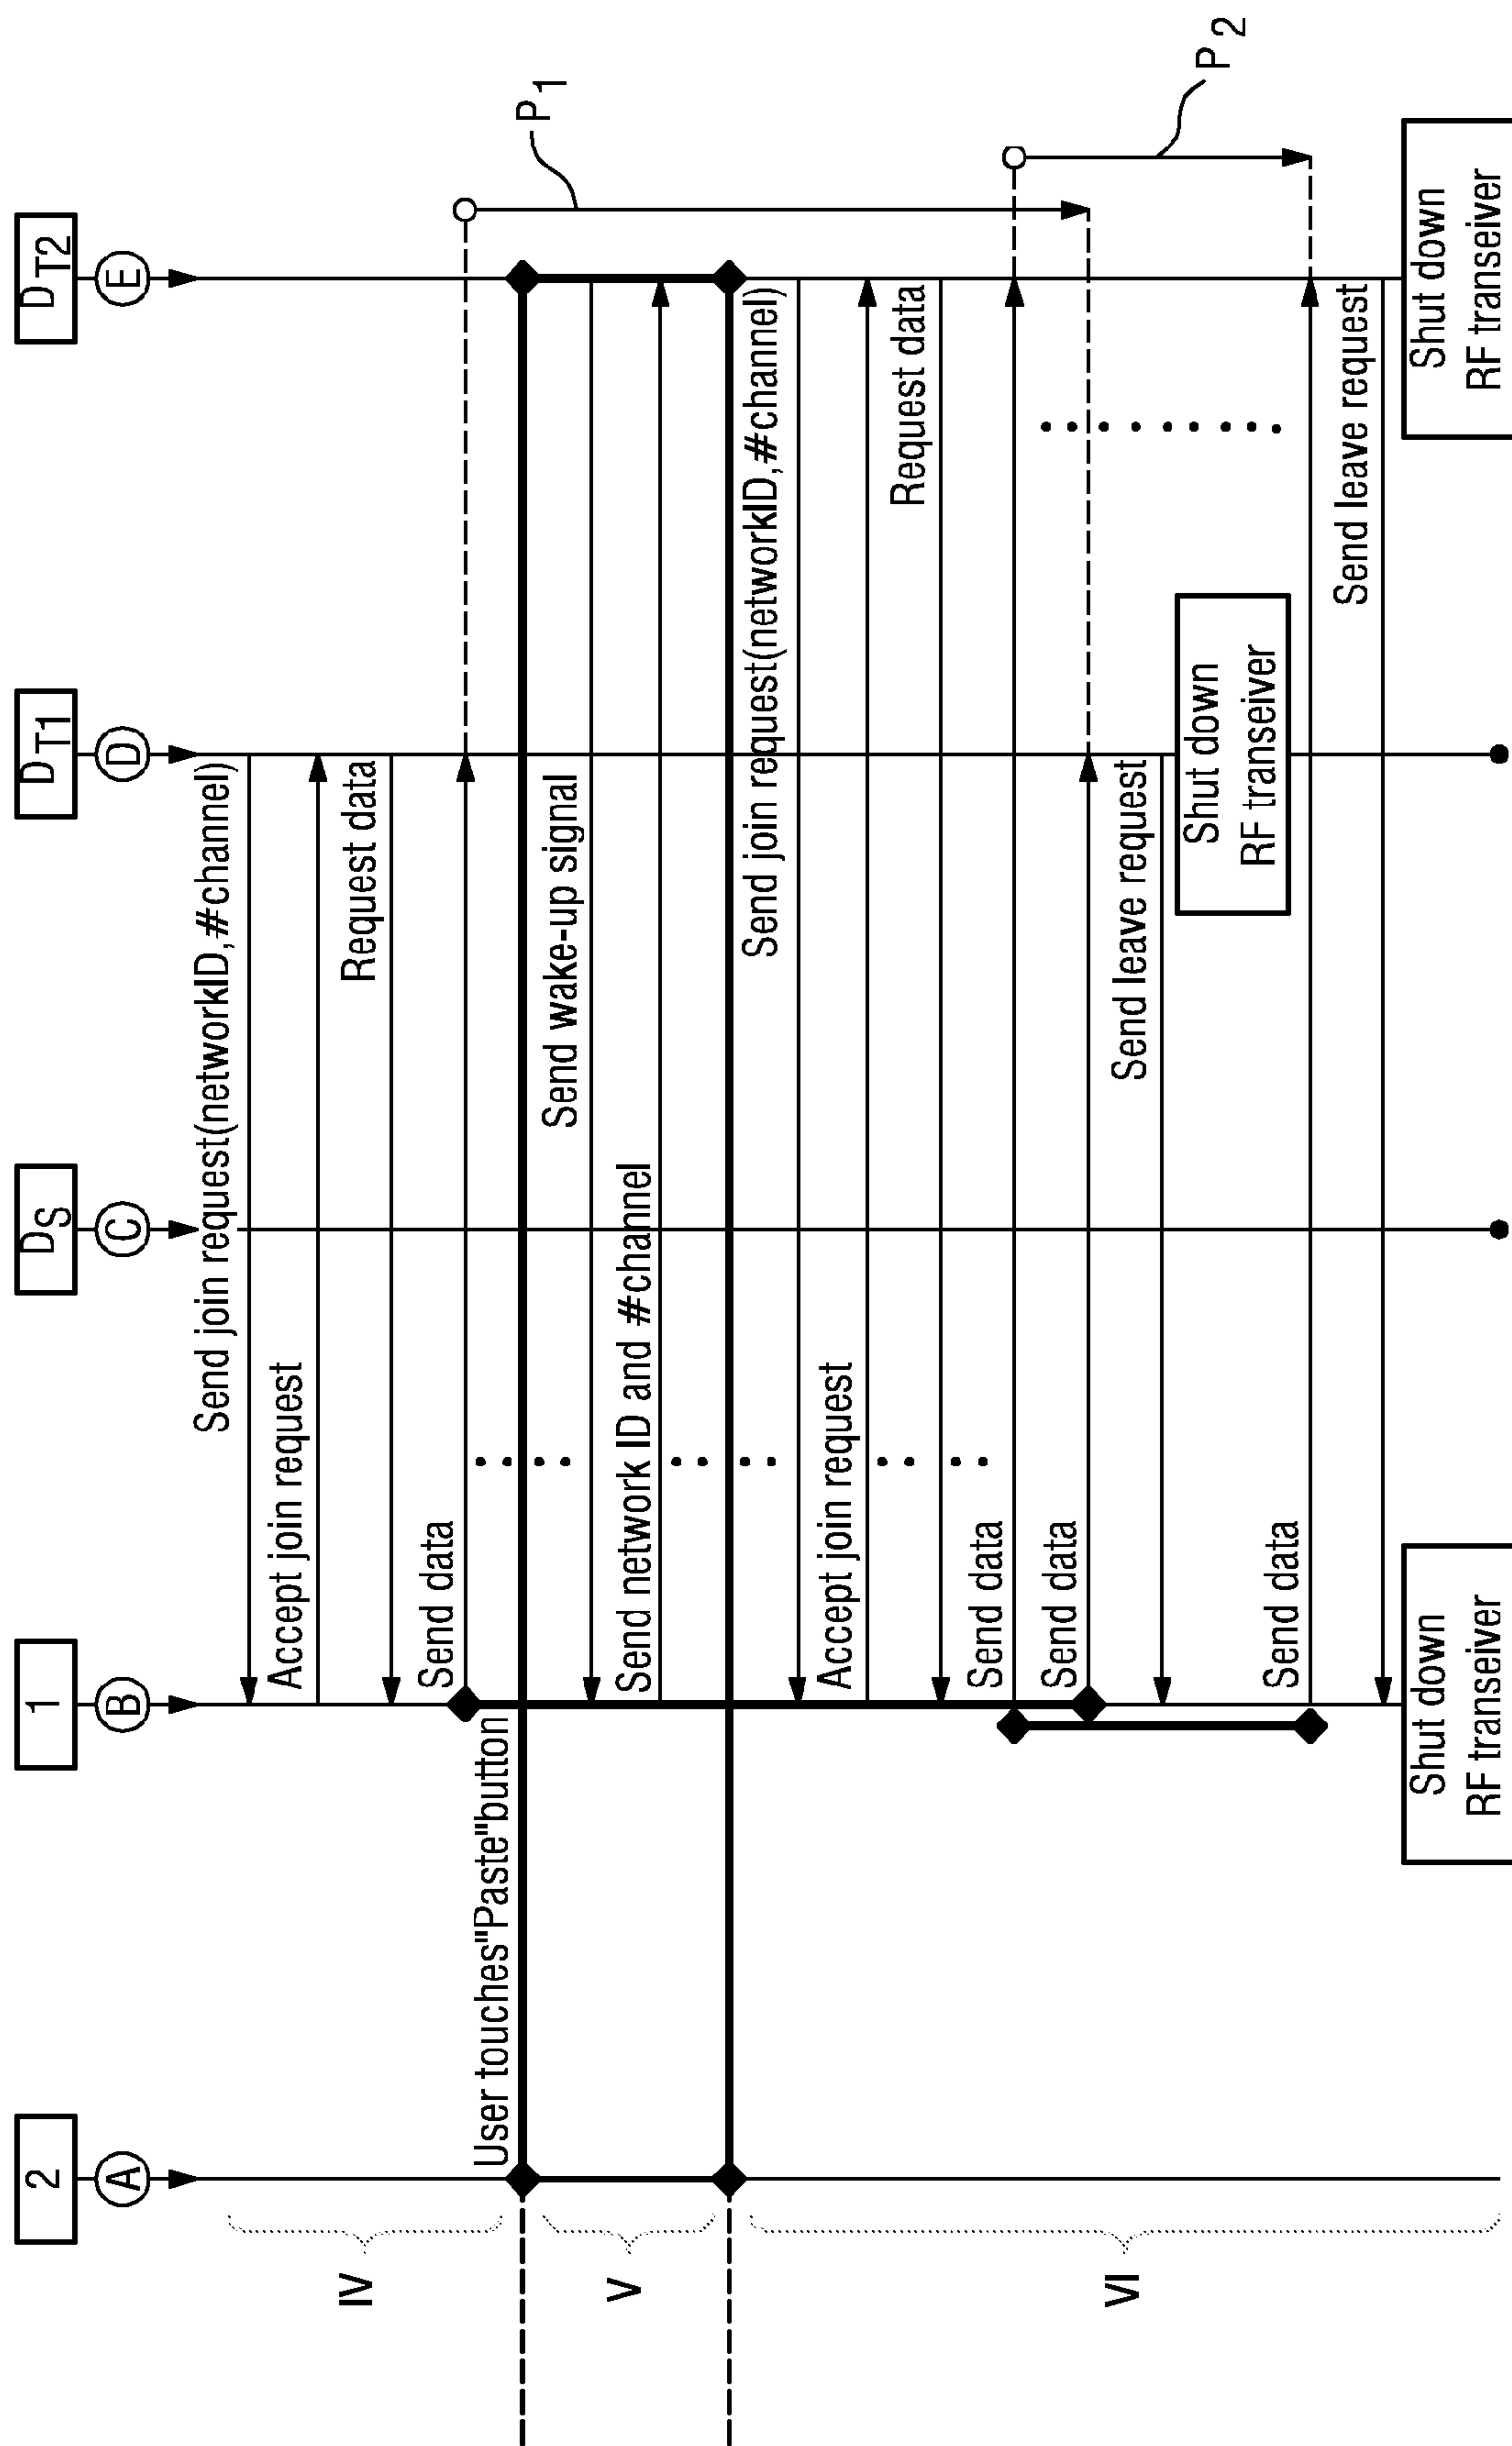 2
1
DS
DT1
DT2
A
B
C
D
E
Send join request(networkID,#channel)
Accept join request
Request data
Send data
P1
User touches"Paste"button
Send wake-up signal
Send network ID and #channel
Send join request(networkID,#channel)
Accept join request
Request data
Send data
Send data
P2
Send leave request
Shut down
RF transeiver
Send data
Send leave request
Shut down
RF transeiver
Shut down
RF transeiver
IV
V
VI